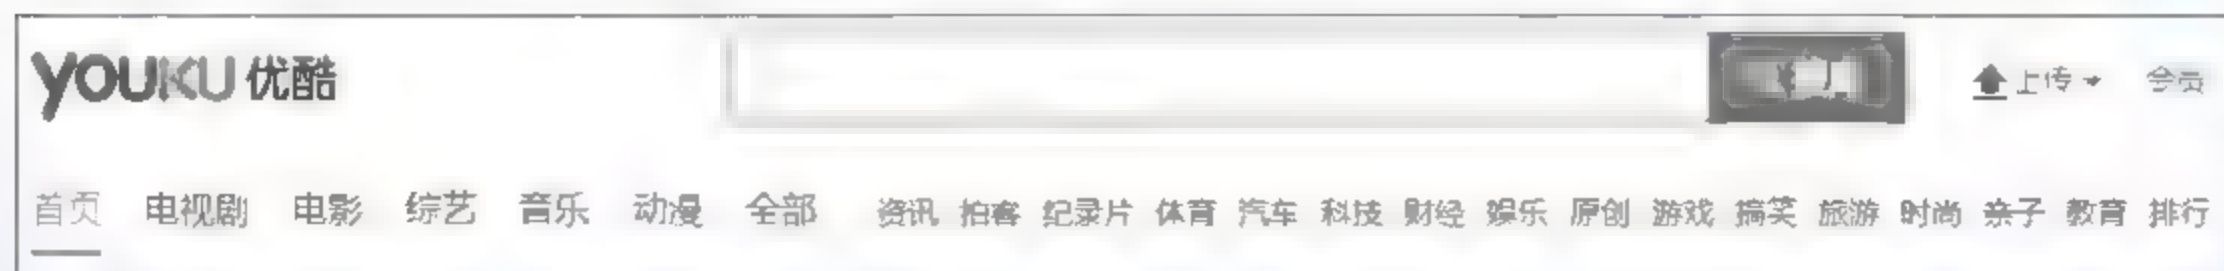 YOUKU 优酷 上传 会员
首页 电视剧 电影 综艺 音乐 动漫 全部 资讯 拍客 纪录片 体育 汽车 科技 财经 娱乐 原创 游戏 搞笑 旅游 时尚 亲子 教育 排行